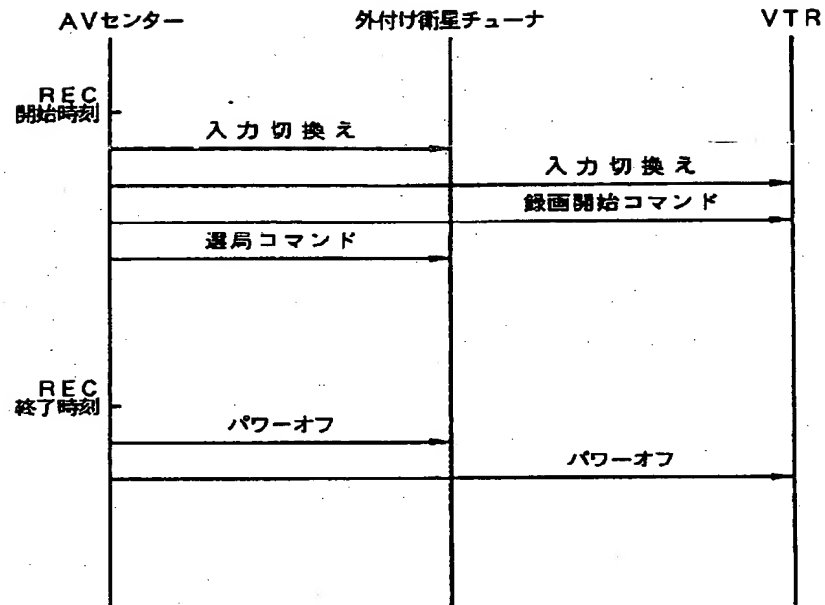 AVセンター 外付け衛星チューナ VTR
REC
開始時刻
入力切換え
入力切換え
録画開始コマンド
選局コマンド
REC
終了時刻
パワーオフ
パワーオフ